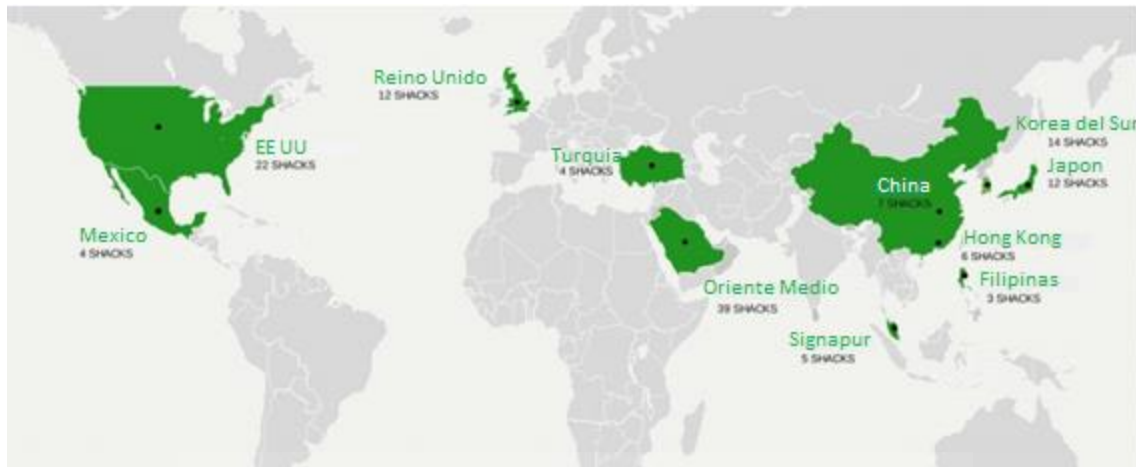 Reino Unido
12 SHACKS
EE UU
22 SHACKS
Mexico
4 SHACKS
Turquia
4 SHACKS
Oriente Medio
39 SHACKS
Korea del Sur
14 SHACKS
Japon
12 SHACKS
China
7 SHACKS
Hong Kong
6 SHACKS
Filipinas
3 SHACKS
Signapur
5 SHACKS